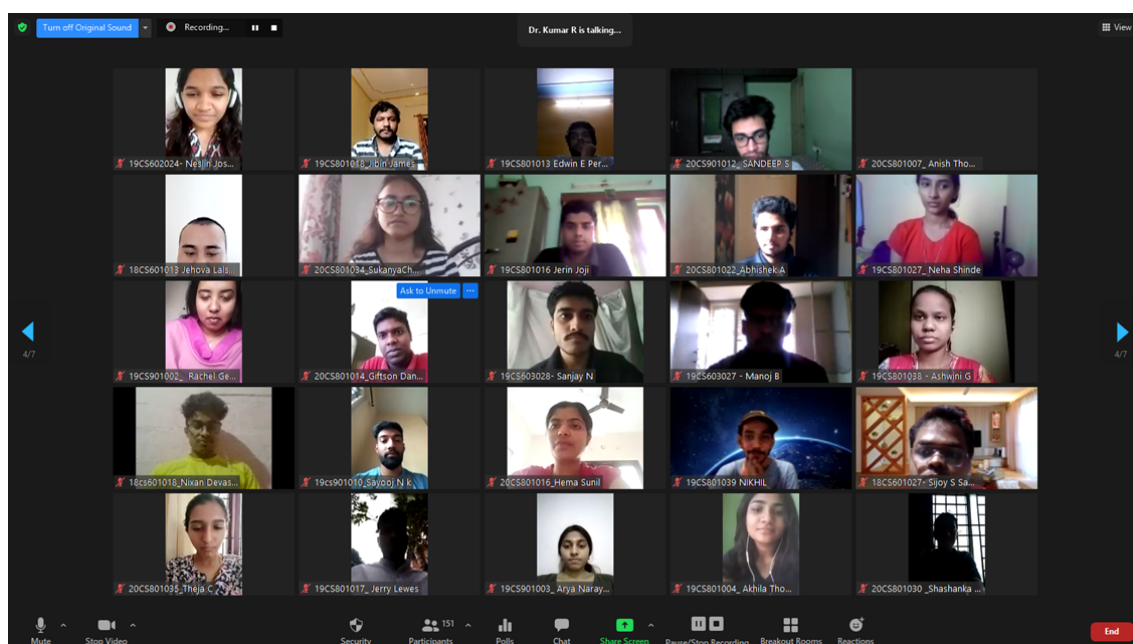 Turn off Original Sound
Recording...
Dr. Kumar R is talking...
View
19CS602024- Neslin Jos...
19CS801018_Jibin James
19CS801013 Edwin E Per...
20CS901012_ SANDEEP S
20CS801007_ Anish Tho...
18CS601013 Jehova Lals...
20CS801034_SukanyaCh...
19CS801016 Jerin Joji
20CS801022_Abhishek A
19CS801027_ Neha Shinde
Ask to Unmute
19CS901002_ Rachel Ge...
20CS801014_Giftson Dan...
19CS603028- Sanjay N
19CS603027 - Manoj B
19CS801038 - Ashwini G
4/7
4/7
18cs601018_Nixan Devas...
19cs901010_Sayooj N k
20CS801016_Hema Sunil
19CS801039 NIKHIL
18CS601027- Sijoy S Sa...
20CS801035_Theja C
19CS801017_ Jerry Lewes
19CS901003_ Arya Naray...
19CS801004_ Akhila Tho...
20CS801030 _Shashanka ...
Mute
Stop Video
Security
Participants
151
Polls
Chat
Share Screen
Pause/Stop Recording
Breakout Rooms
Reactions
End